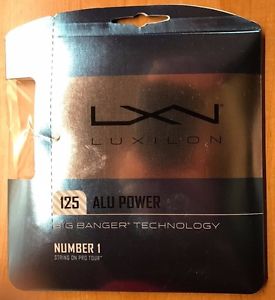 LXN
LUXILON
125 ALU POWER
BIG BANGER® TECHNOLOGY
NUMBER 1
STRING ON PRO TOUR*